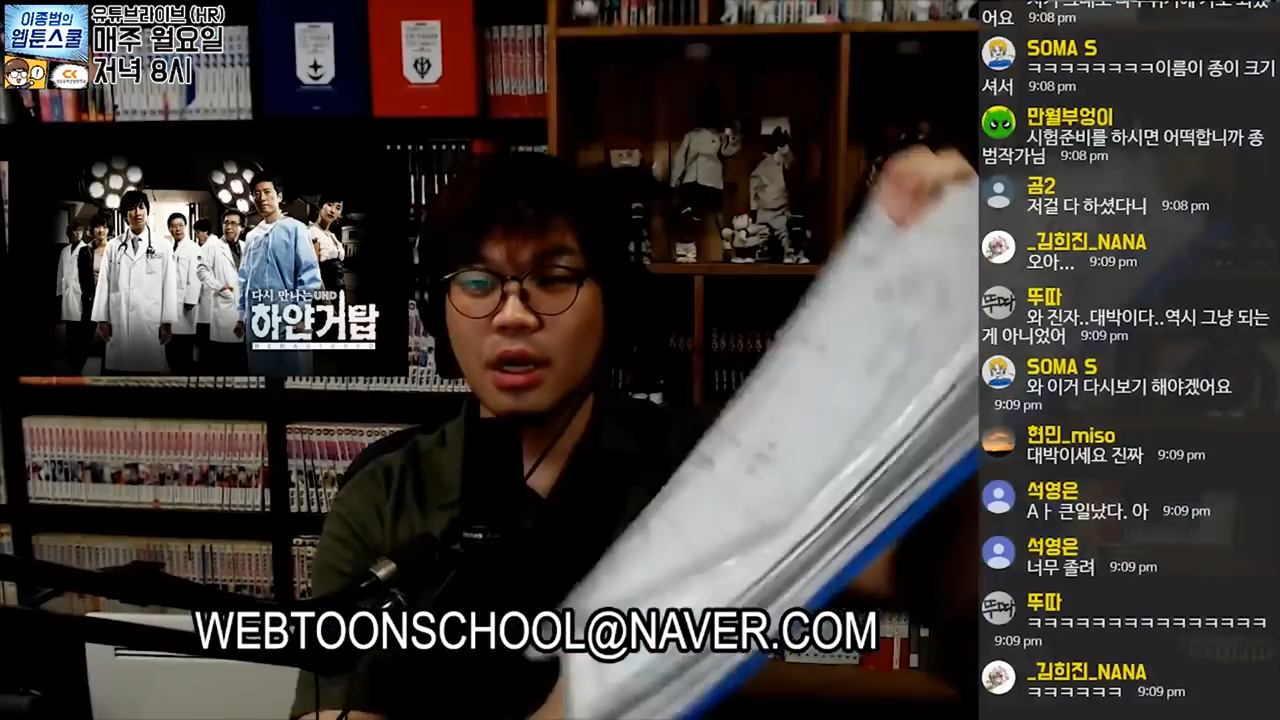 이종범의
웹툰스쿨
유튜브라이브 (HR)
매주 월요일
저녁 8시
다시 만나는 UHD
하얀거탑
REMASTERED
WEBTOONSCHOOL@NAVER.COM
어요 9:08 pm
SOMA S
ㅋㅋㅋㅋㅋㅋㅋㅋ이름이 종이 크기
셔서 9:08 pm
만월부엉이
시험준비를 하시면 어떡합니까 종
범작가님 9:08 pm
곰2
저걸 다 하셨다니 9:08 pm
_김희진_NANA
오아... 9:09 pm
뚜따
와 진자..대박이다..역시 그냥 되는
게 아니었어 9:09 pm
SOMA S
와 이거 다시보기 해야겠어요
9:09 pm
현민_miso
대박이세요 진짜 9:09 pm
석영은
Aㅏ 큰일났다. 아 9:09 pm
석영은
너무 졸려 9:09 pm
뚜따
ㅋㅋㅋㅋㅋㅋㅋㅋㅋㅋㅋㅋㅋㅋㅋ
9:09 pm
_김희진_NANA
ㅋㅋㅋㅋㅋㅋ 9:09 pm